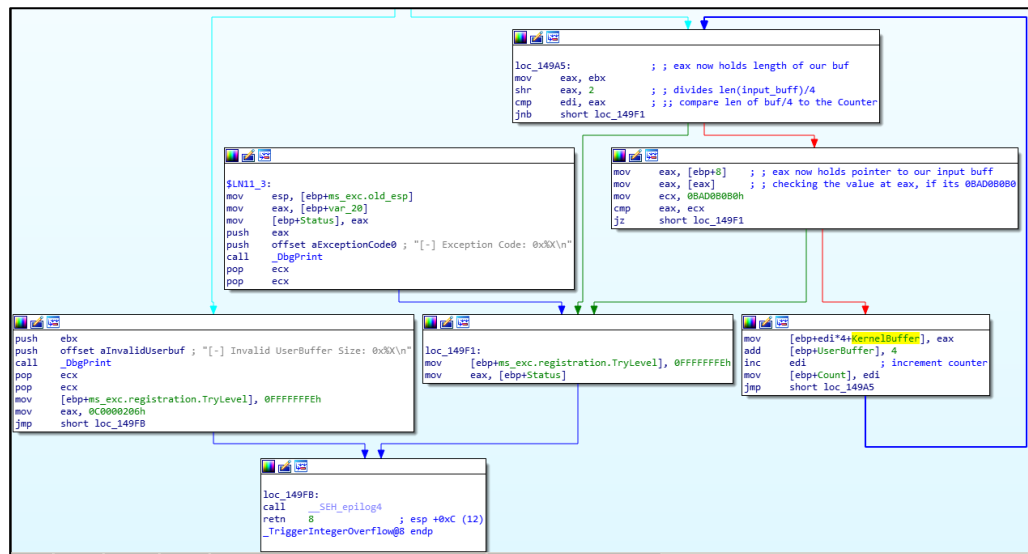 loc_149A5: ; ; eax now holds length of our buf
mov eax, ebx
shr eax, 2 ; ; divides len(input_buff)/4
cmp edi, eax ; ;; compare len of buf/4 to the Counter
jnb short loc_149F1
$LN11_3:
mov esp, [ebp+ms_exc.old_esp]
mov eax, [ebp+var_20]
mov [ebp+Status], eax
push eax
push offset aExceptionCode0 ; "[-] Exception Code: 0x%X\n"
call _DbgPrint
pop ecx
pop ecx
mov eax, [ebp+8] ; ; eax now holds pointer to our input buff
mov eax, [eax] ; ; checking the value at eax, if its 0BAD0B0B0
mov ecx, 0BAD0B0B0h
cmp eax, ecx
jz short loc_149F1
push ebx
push offset aInvalidUserbuf ; "[-] Invalid UserBuffer Size: 0x%X\n"
call _DbgPrint
pop ecx
pop ecx
mov [ebp+ms_exc.registration.TryLevel], 0FFFFFFFEh
mov eax, 0C0000206h
jmp short loc_149FB
loc_149F1:
mov [ebp+ms_exc.registration.TryLevel], 0FFFFFFFEh
mov eax, [ebp+Status]
mov [ebp+edi*4+KernelBuffer], eax
add [ebp+UserBuffer], 4
inc edi ; increment counter
mov [ebp+Count], edi
jmp short loc_149A5
loc_149FB:
call __SEH_epilog4
retn 8 ; esp +0xC (12)
_TriggerIntegerOverflow@8 endp